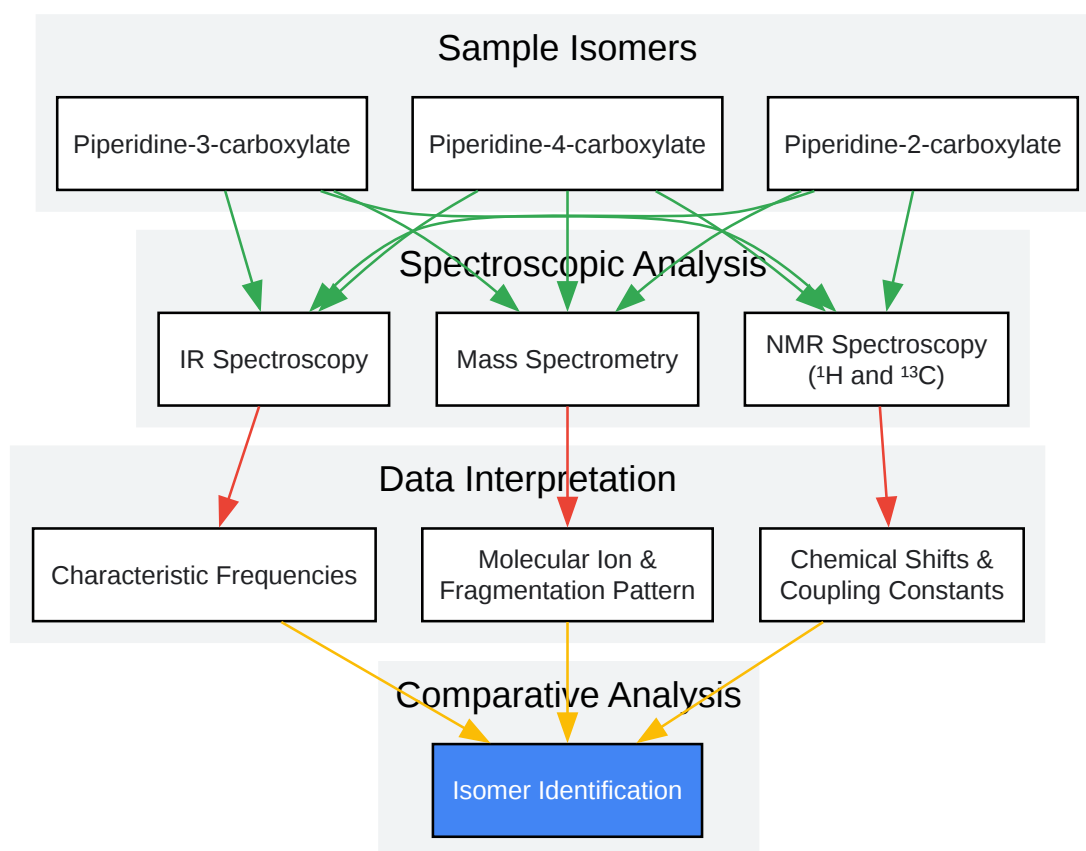 Sample Isomers
Piperidine-3-carboxylate
Piperidine-4-carboxylate
Piperidine-2-carboxylate
Spectroscopic Analysis
IR Spectroscopy
Mass Spectrometry
NMR Spectroscopy
(¹H and ¹³C)
Data Interpretation
Characteristic Frequencies
Molecular Ion &
Fragmentation Pattern
Chemical Shifts &
Coupling Constants
Comparative Analysis
Isomer Identification